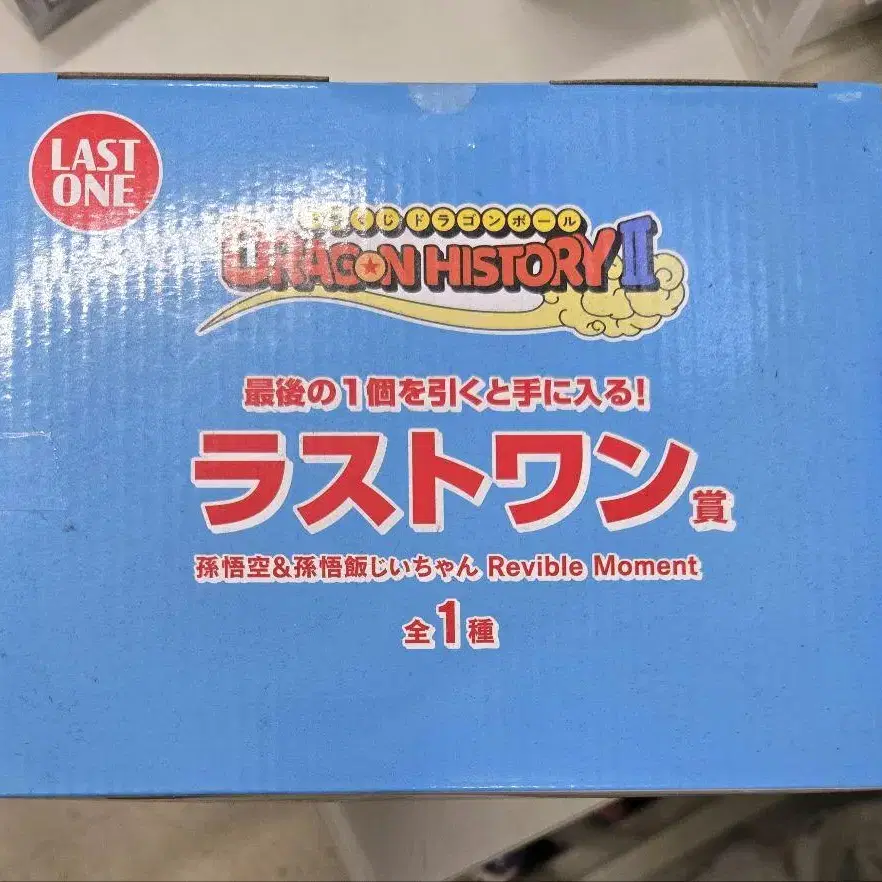 LAST
ONE
くじ ドラゴンボール
DRAGON HISTORY II
最後の1個を引くと手に入る!
ラストワン賞
孫悟空&孫悟飯じいちゃん Revible Moment
全1種